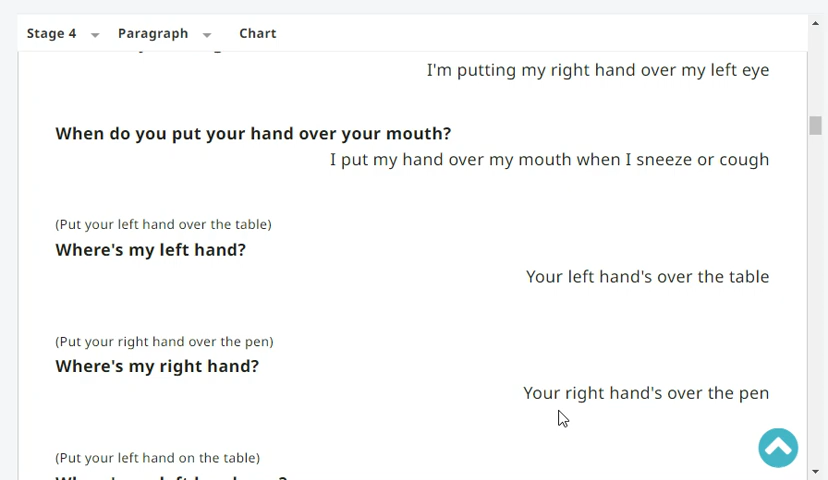 Stage 4 Paragraph Chart
I'm putting my right hand over my left eye
When do you put your hand over your mouth?
I put my hand over my mouth when I sneeze or cough
(Put your left hand over the table)
Where's my left hand?
Your left hand's over the table
(Put your right hand over the pen)
Where's my right hand?
Your right hand's over the pen
(Put your left hand on the table)